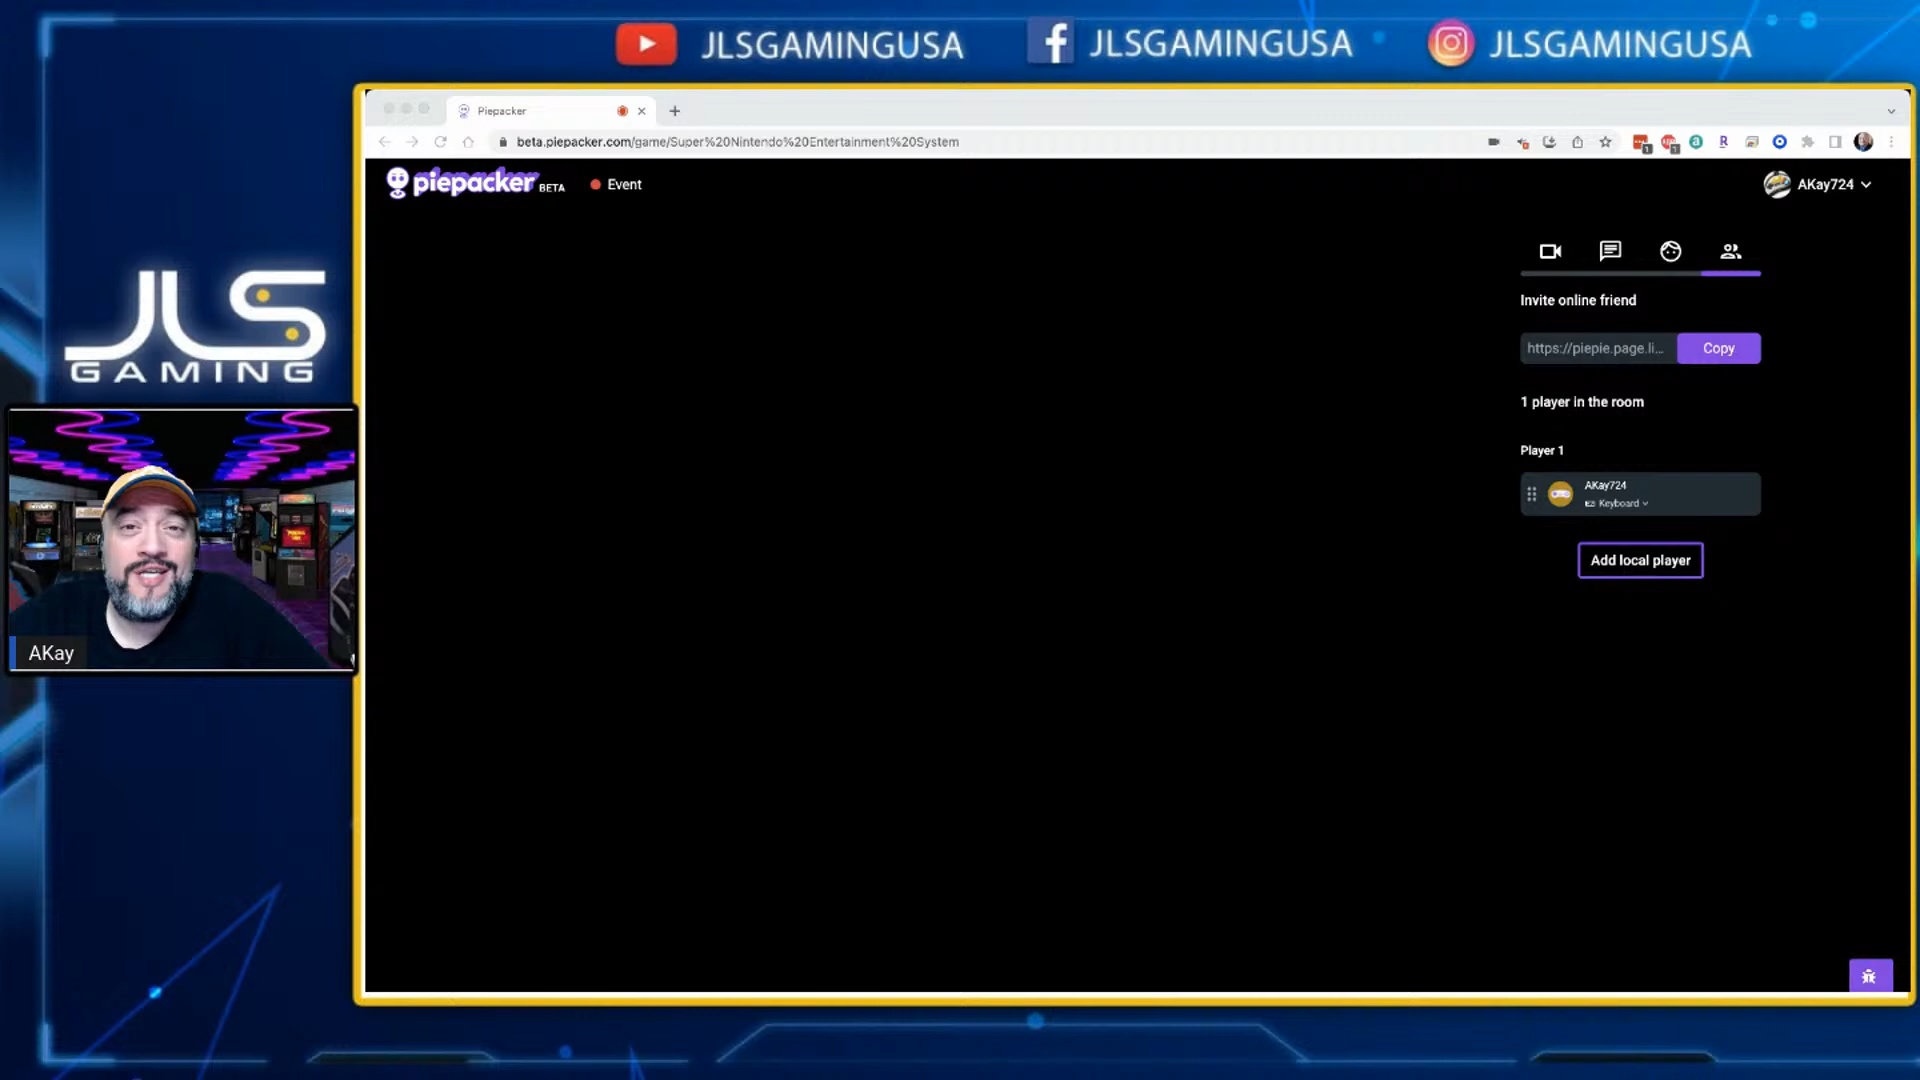 JLSGAMINGUSA
JLSGAMINGUSA
JLSGAMINGUSA
Piepacker
beta.piepacker.com/game/Super%20Nintendo%20Entertainment%20System
piepacker BETA
Event
AKay724
Invite online friend
https://piepie.page.li...
Copy
1 player in the room
Player 1
AKay724
Keyboard
Add local player
JLS
GAMING
AKay